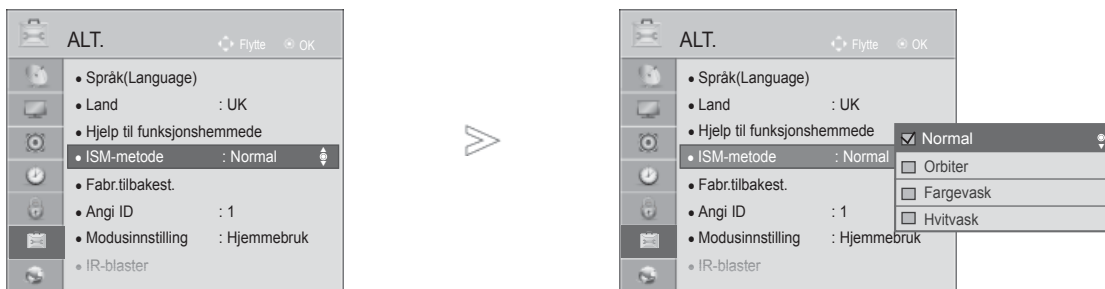 ALT.
Flytte OK
Språk(Language)
Land : UK
Hjelp til funksjonshemmede
ISM-metode : Normal
Fabr.tilbakest.
Angi ID : 1
Modusinnstilling : Hjemmebruk
IR-blaster
ALT.
Flytte OK
Språk(Language)
Land : UK
Hjelp til funksjonshemmede
ISM-metode : Normal
Fabr.tilbakest.
Angi ID : 1
Modusinnstilling : Hjemmebruk
IR-blaster
Normal
Orbiter
Fargevask
Hvitvask